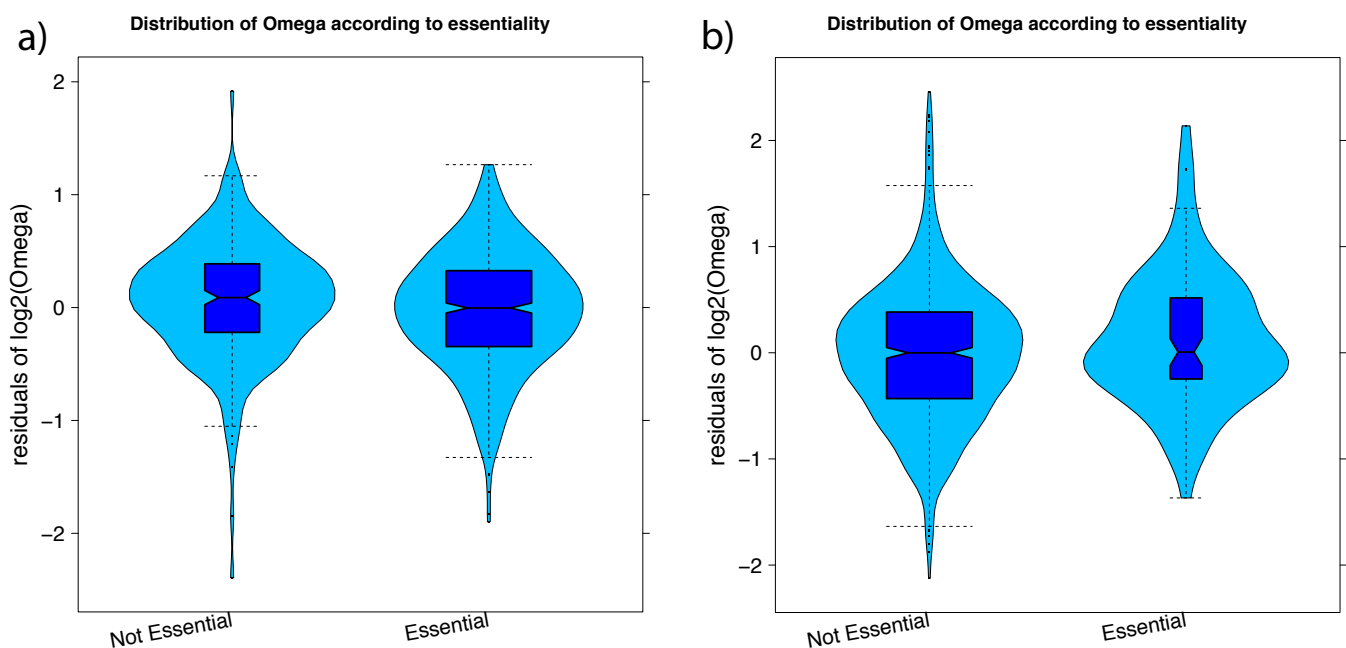 a)
Distribution of Omega according to essentiality
residuals of log2(Omega)
2
1
0
−1
−2
Not Essential
Essential
b)
Distribution of Omega according to essentiality
residuals of log2(Omega)
2
1
0
−1
−2
Not Essential
Essential